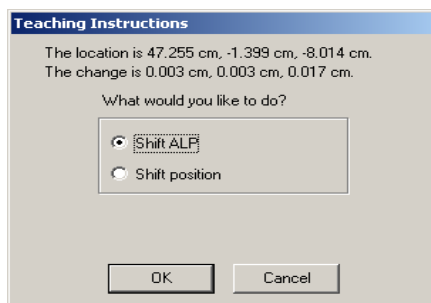 Teaching Instructions
The location is 47.255 cm, -1.399 cm, -8.014 cm.
The change is 0.003 cm, 0.003 cm, 0.017 cm.
What would you like to do?
Shift ALP
Shift position
OK Cancel